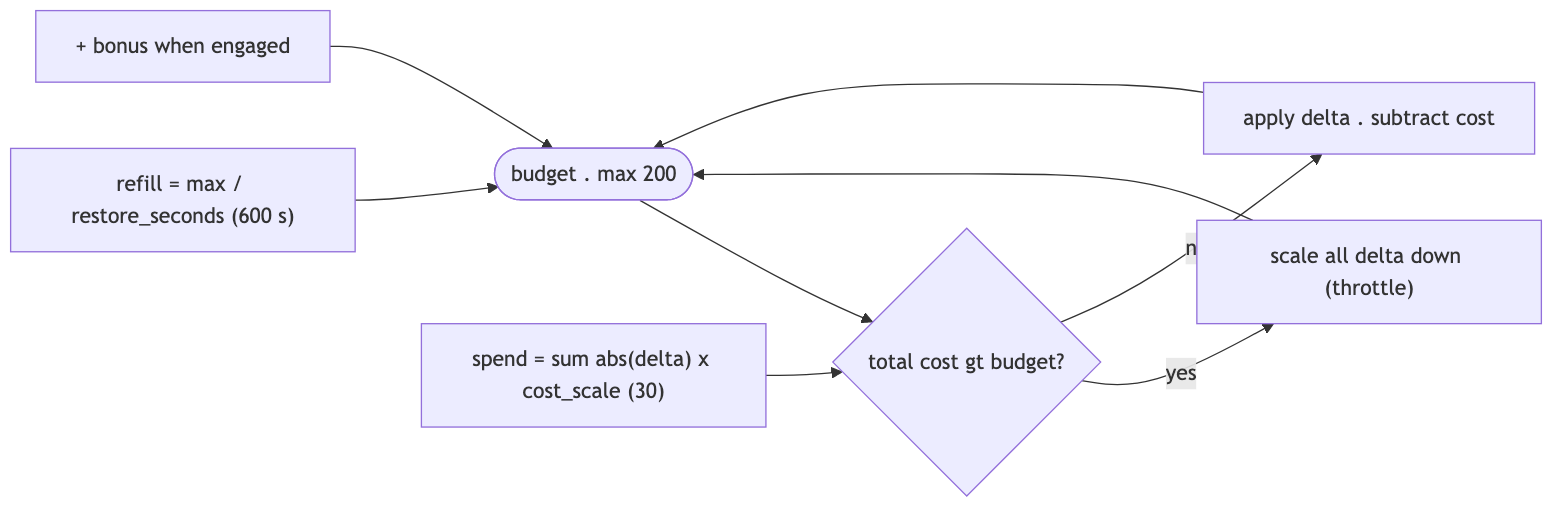 + bonus when engaged
refill = max /
restore_seconds (600 s)
budget . max 200
spend = sum abs(delta) x
cost_scale (30)
total cost gt budget?
apply delta . subtract cost
scale all delta down
(throttle)
yes